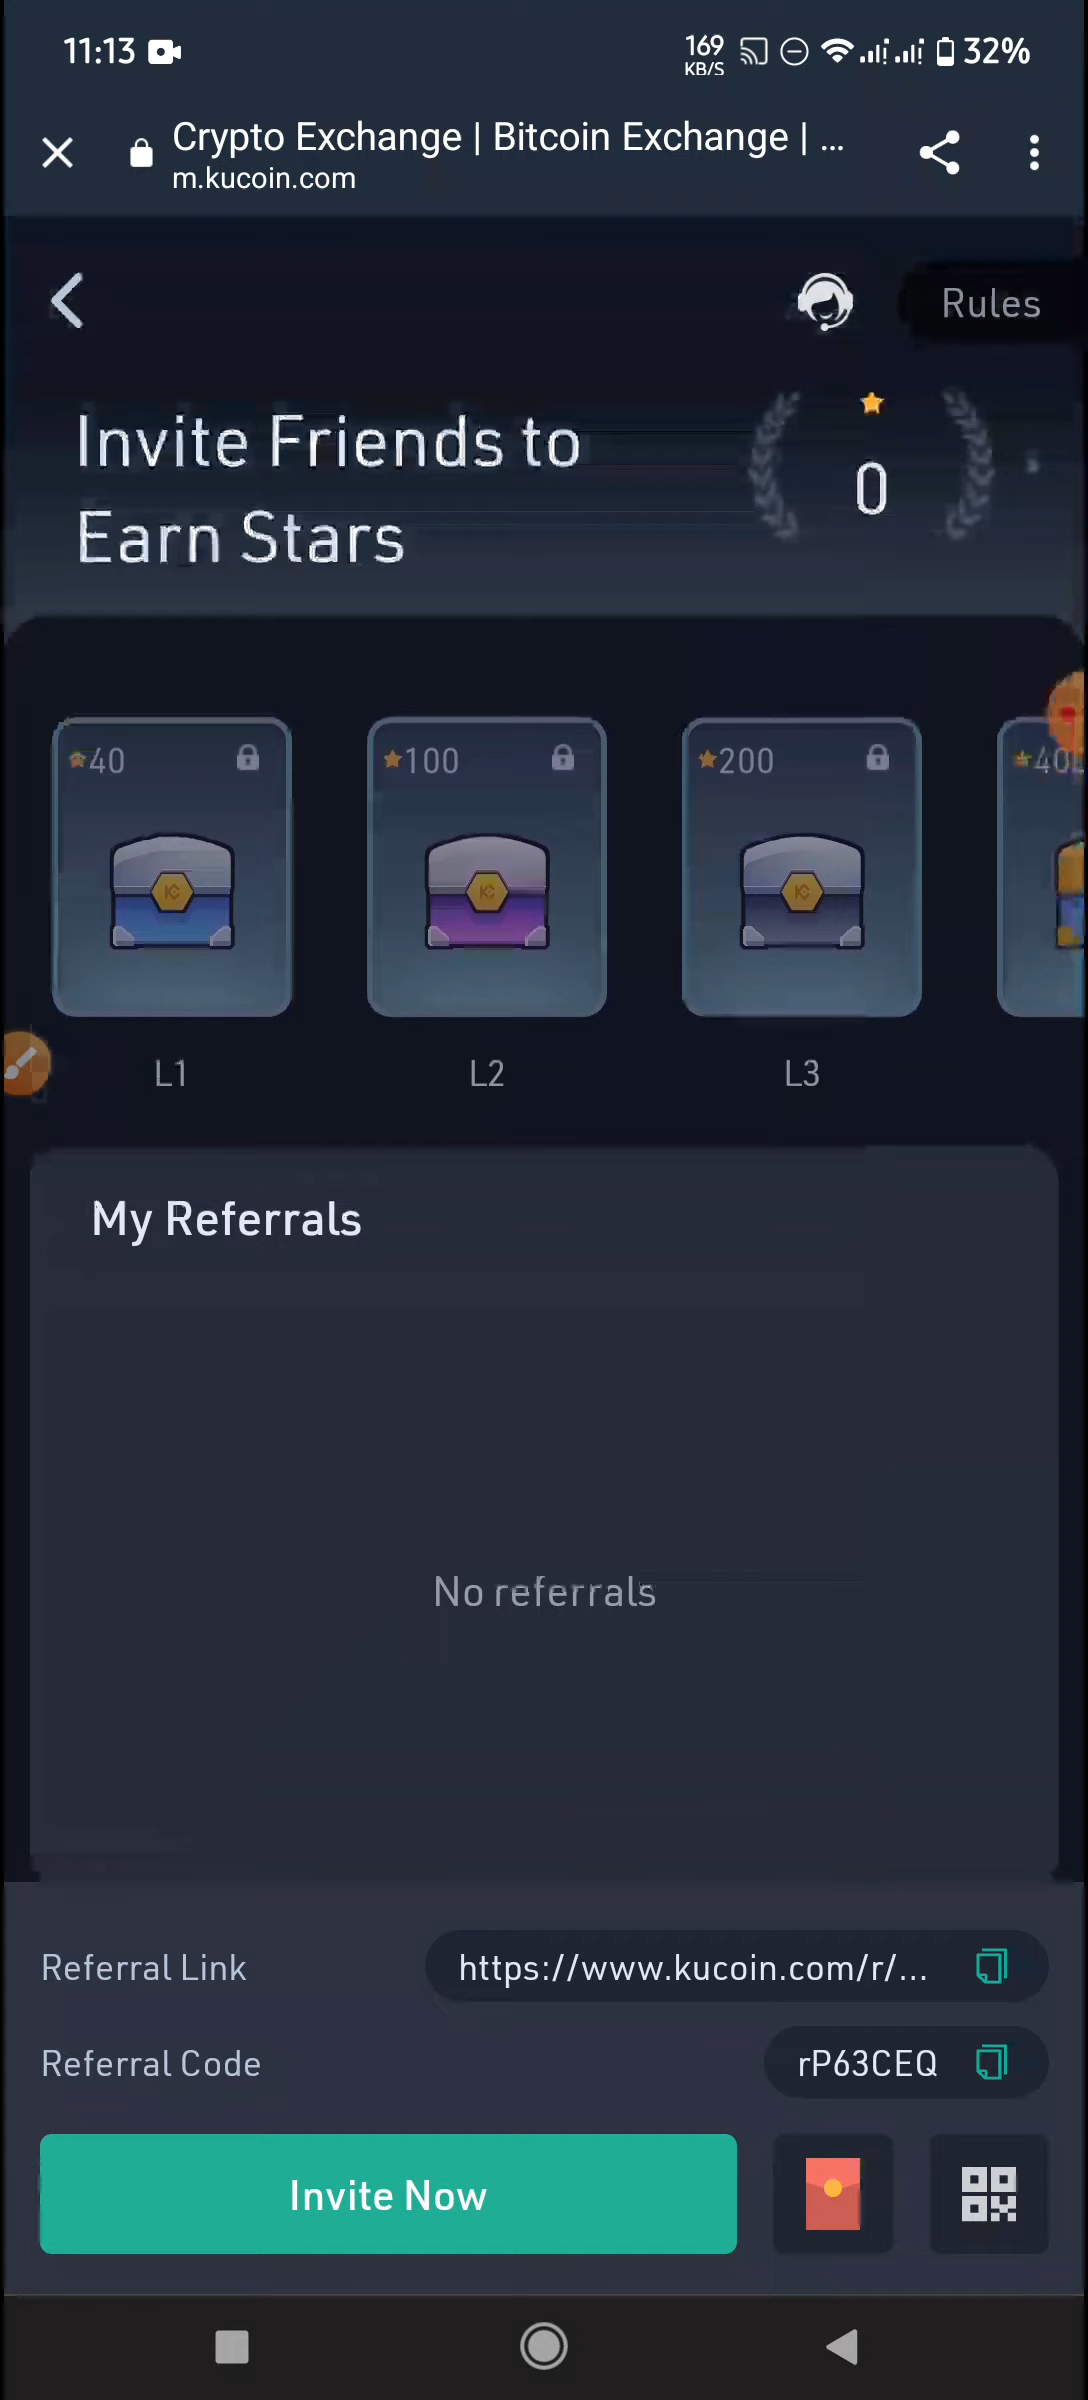 11:13
169
KB/S
32%
Crypto Exchange | Bitcoin Exchange | ...
m.kucoin.com
Rules
Invite Friends to
Earn Stars
0
40
100
200
40
L1
L2
L3
My Referrals
No referrals
Referral Link
https://www.kucoin.com/r/...
Referral Code
rP63CEQ
Invite Now